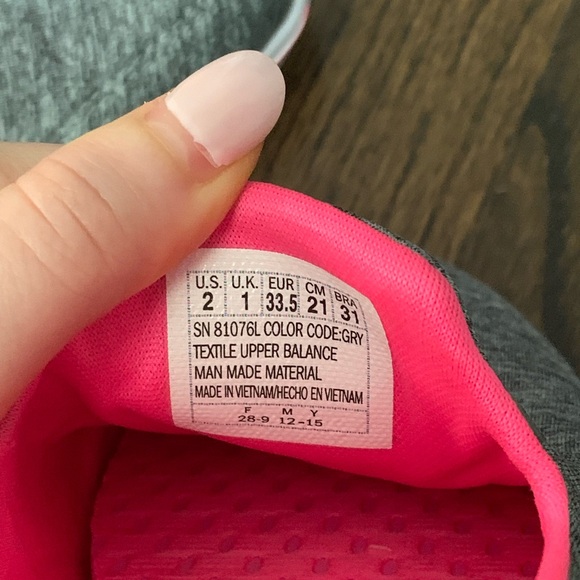 U.S. U.K. EUR CM BRA
2 1 33.5 21 31
SN 81076L COLOR CODE:GRY
TEXTILE UPPER BALANCE
MAN MADE MATERIAL
MADE IN VIETNAM/HECHO EN VIETNAM
F M Y
28-9 12-15